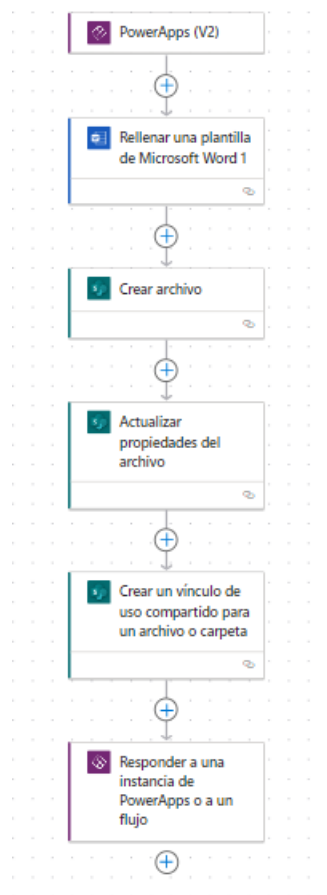 PowerApps (V2)
Rellenar una plantilla
de Microsoft Word 1
Crear archivo
Actualizar
propiedades del
archivo
Crear un vínculo de
uso compartido para
un archivo o carpeta
Responder a una
instancia de
PowerApps o a un
flujo